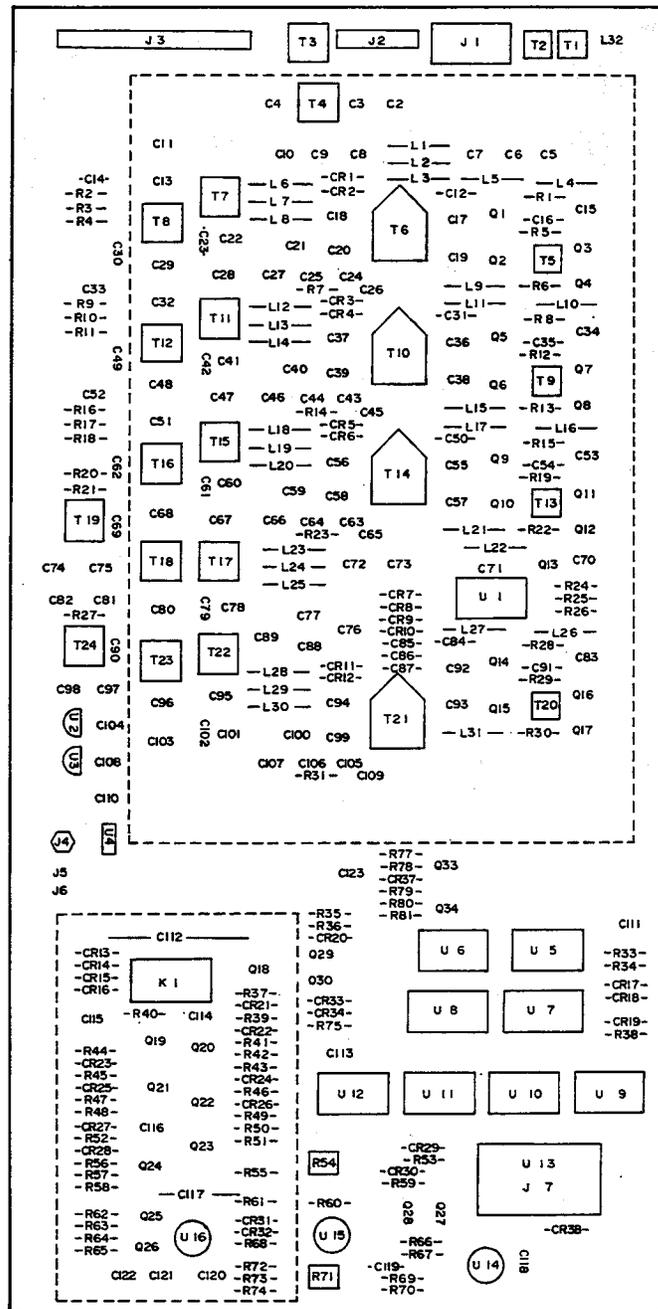 J3 T3 J2 J1 T2 T1 L32
C4 T4 C3 C2
C11 C10 C9 C8 L1 L2 L3 C7 C6 C5
C14 R2 R3 R4 C13 T7 L6 L7 L8 CR1 CR2 C12 L5 L4 R1
T8 C23 C22 C18 T6 C17 Q1 C16 R5 C15
C30 C29 C21 C20 C19 Q2 T5 Q3
C28 C27 C25 C24 R7 C26 L9 R6 Q4
C33 R9 R10 R11 C32 T11 L12 L13 L14 CR3 CR4 L11 C31 L10 R8
C49 T12 C42 C41 C37 T10 C36 Q5 C35 R12 C34
C40 C39 C38 Q6 T9 Q7
C52 C48 C47 C46 C44 C43 R14 C45 L15 R13 Q8
R16 R17 R18 C51 T15 L18 L19 L20 CR5 CR6 L17 C50 L16 R15
C62 T16 C61 C60 C56 T14 C55 Q9 C54 R19 C53
R20 R21 C59 C58 C57 Q10 T13 Q11
T19 C69 C68 C67 C66 C64 C63 R23 C65 L21 R22 Q12
C74 C75 T18 T17 L23 L24 L25 C72 C73 L22 C71 Q13 C70
C82 C81 R27 C80 C79 C78 C77 CR7 CR8 CR9 CR10 U1 R24 R25 R26
T24 C90 T23 T22 C89 C88 C76 C85 C86 C87 L27 C84 L26 R28
C98 C97 C96 C95 L28 L29 L30 CR11 CR12 C94 T21 C92 Q14 C91 R29 C83
U2 C104 C93 Q15 T20 Q16
U3 C108 C103 C102 C101 C100 C99 L31 R30 Q17
C110 C107 C106 C105 R31 C109
J4 U4
J5
J6
C123 R77 R78 CR37 R79 R80 R81 Q33 Q34
C112 R35 R36 CR20 C111
CR13 CR14 CR15 CR16 K1 Q18 Q29 U6 U5 R33 R34
C115 R40 C114 R37 CR21 R39 Q30 CR33 CR34 R75 U8 U7 CR17 CR18 CR19 R38
R44 CR23 R45 CR25 R47 R48 Q19 Q20 CR22 R41 R42 R43 C113
Q21 Q22 CR24 R46 CR26 R49 U12 U11 U10 U9
CR27 R52 CR28 R56 R57 R58 C116 Q23 R50 R51
Q24 R55 R54 CR29 R53 CR30 R59 U13 J7
C117 R61 R60 Q28 Q27 CR38
R62 R63 R64 R65 Q25 Q26 U16 CR31 CR32 R68 U15 R66 R67 U14 C118
C122 C121 C120 R72 R73 R74 R71 C119 R69 R70